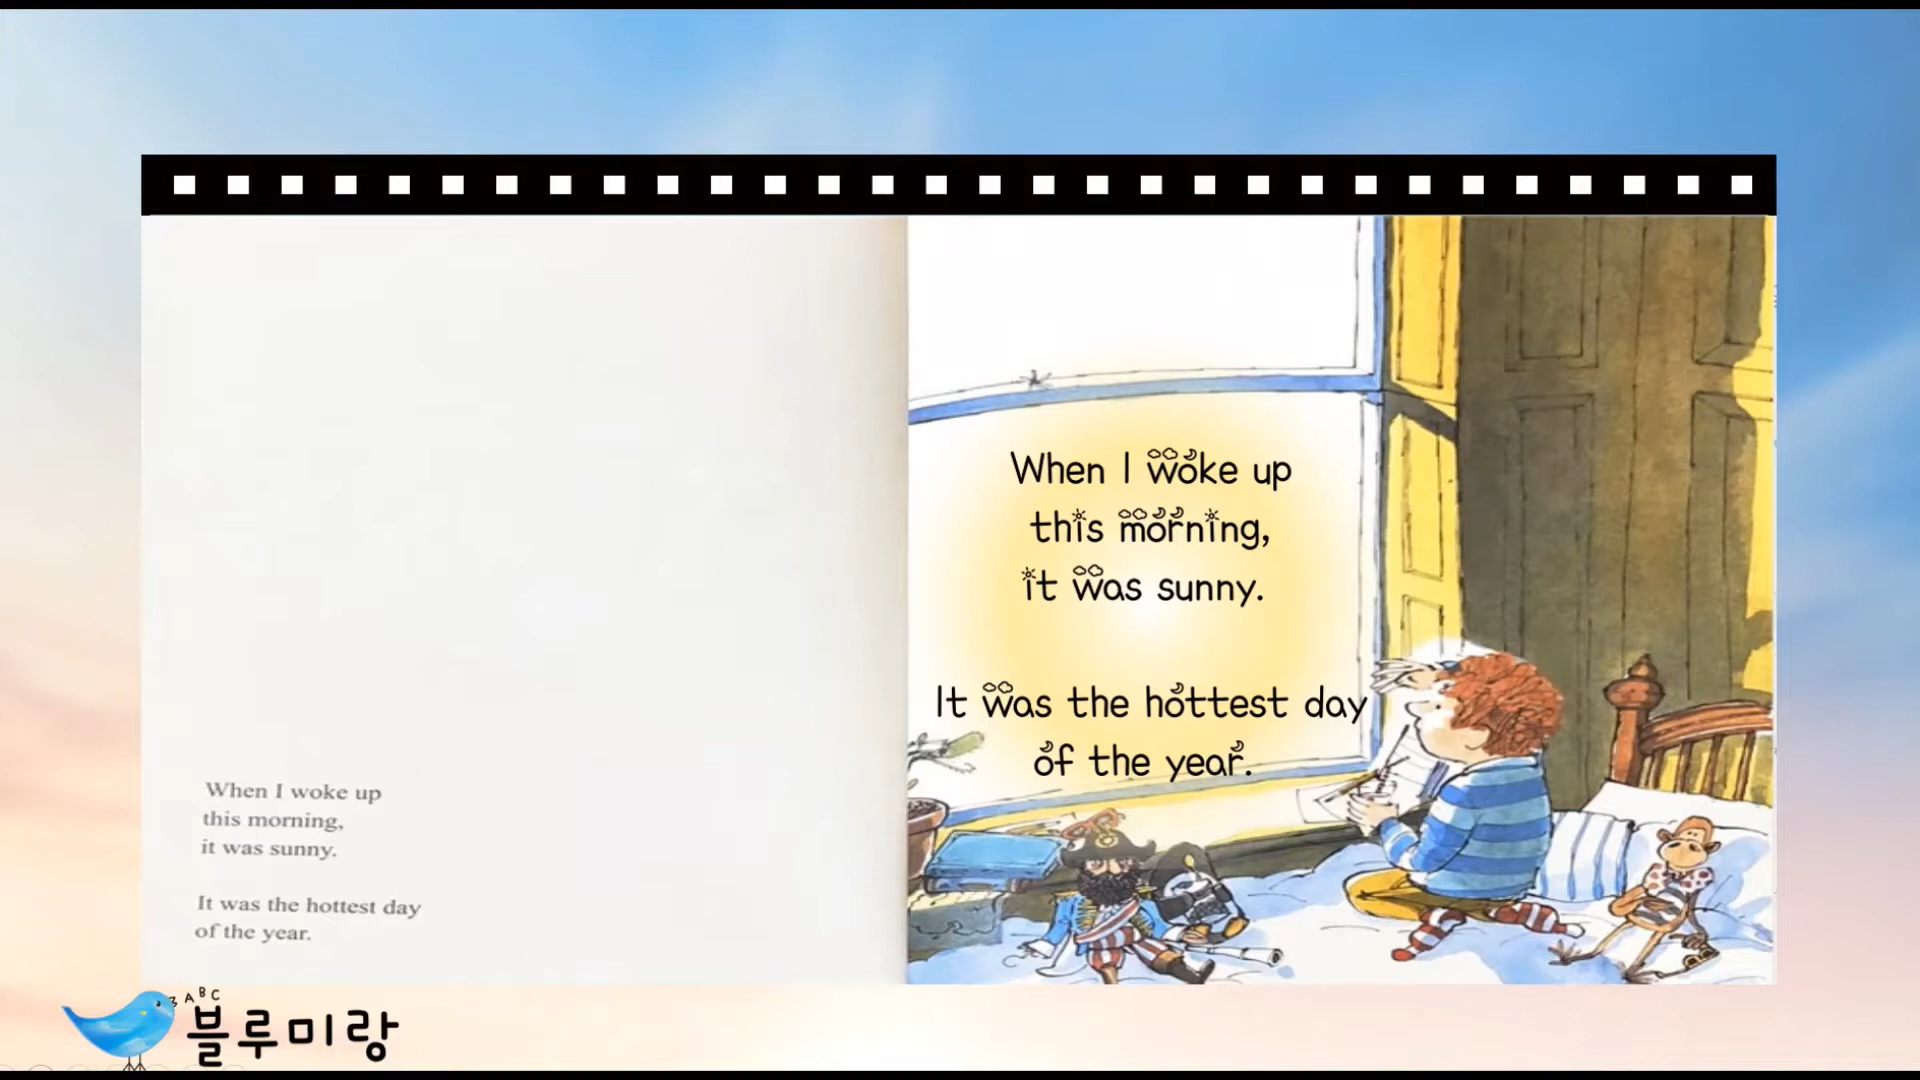 When I woke up
this morning,
it was sunny.
It was the hottest day
of the year.
When I woke up
this morning,
it was sunny.
It was the hottest day
of the year.
ABC
블루미랑